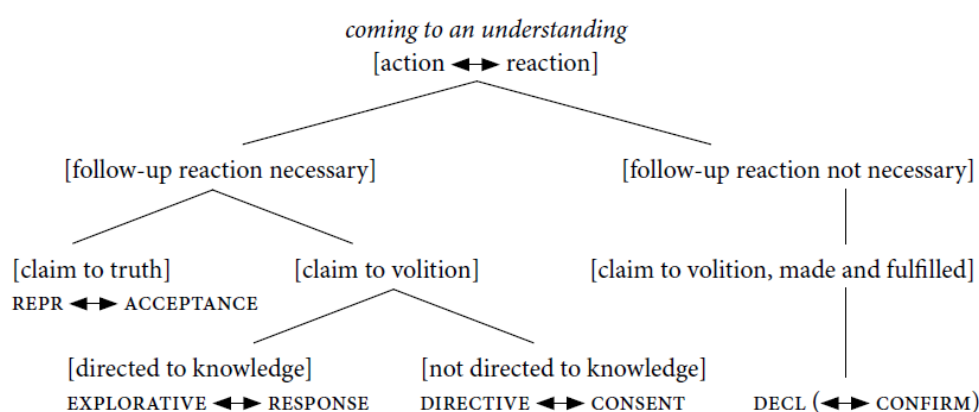 coming to an understanding
[action ◄► reaction]
[follow-up reaction necessary] [follow-up reaction not necessary]
[claim to truth] [claim to volition] [claim to volition, made and fulfilled]
REPR ◄► ACCEPTANCE
[directed to knowledge] [not directed to knowledge]
EXPLORATIVE ◄► RESPONSE DIRECTIVE ◄► CONSENT DECL (◄► CONFIRM)